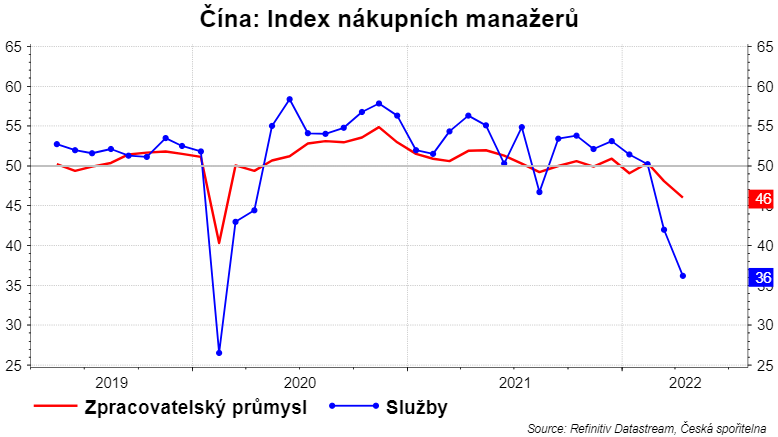 Čína: Index nákupních manažerů
65 65
60 60
55 55
50 50
45 46
40 40
35 36 35
30 30
25 25
2019 2020 2021 2022
Zpracovatelský průmysl Služby
Source: Refinitiv Datastream, Česká spořitelna